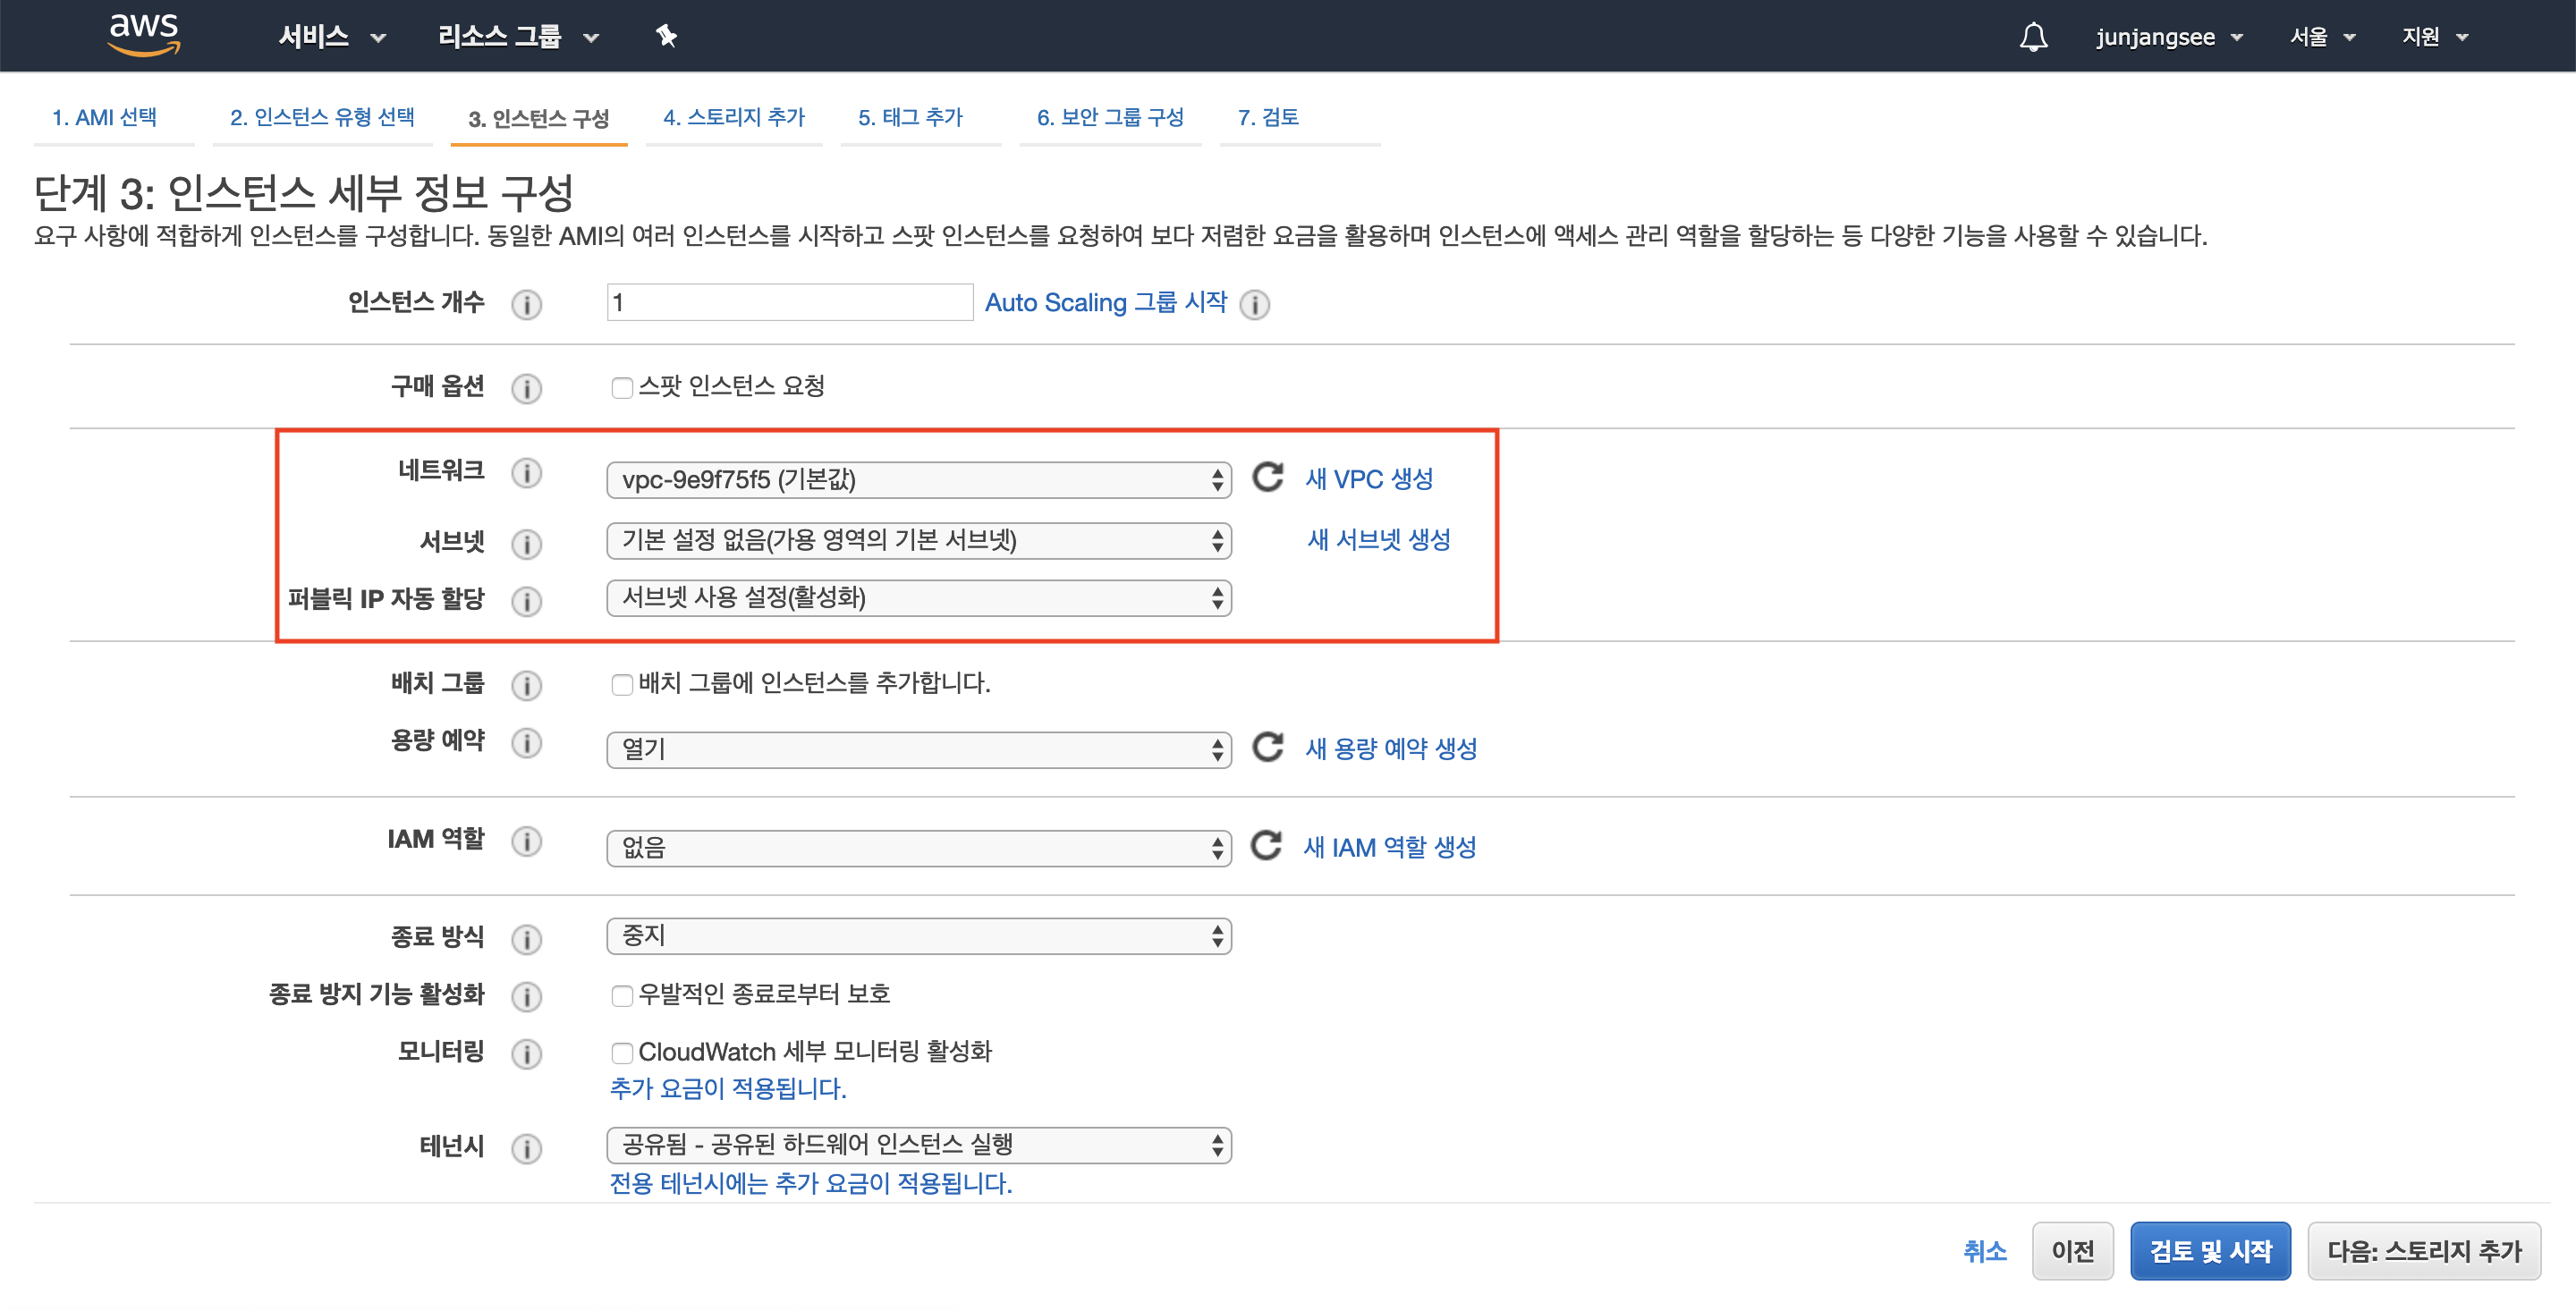 aws 서비스 리소스 그룹 junjangsee 서울 지원
1. AMI 선택 2. 인스턴스 유형 선택 3. 인스턴스 구성 4. 스토리지 추가 5. 태그 추가 6. 보안 그룹 구성 7. 검토
단계 3: 인스턴스 세부 정보 구성
요구 사항에 적합하게 인스턴스를 구성합니다. 동일한 AMI의 여러 인스턴스를 시작하고 스팟 인스턴스를 요청하여 보다 저렴한 요금을 활용하며 인스턴스에 액세스 관리 역할을 할당하는 등 다양한 기능을 사용할 수 있습니다.
인스턴스 개수 i 1 Auto Scaling 그룹 시작 i
구매 옵션 i 스팟 인스턴스 요청
네트워크 i vpc-9e9f75f5 (기본값) 새 VPC 생성
서브넷 i 기본 설정 없음(가용 영역의 기본 서브넷) 새 서브넷 생성
퍼블릭 IP 자동 할당 i 서브넷 사용 설정(활성화)
배치 그룹 i 배치 그룹에 인스턴스를 추가합니다.
용량 예약 i 열기 새 용량 예약 생성
IAM 역할 i 없음 새 IAM 역할 생성
종료 방식 i 중지
종료 방지 기능 활성화 i 우발적인 종료로부터 보호
모니터링 i CloudWatch 세부 모니터링 활성화
추가 요금이 적용됩니다.
테넌시 i 공유됨 - 공유된 하드웨어 인스턴스 실행
전용 테넌시에는 추가 요금이 적용됩니다.
취소 이전 검토 및 시작 다음: 스토리지 추가